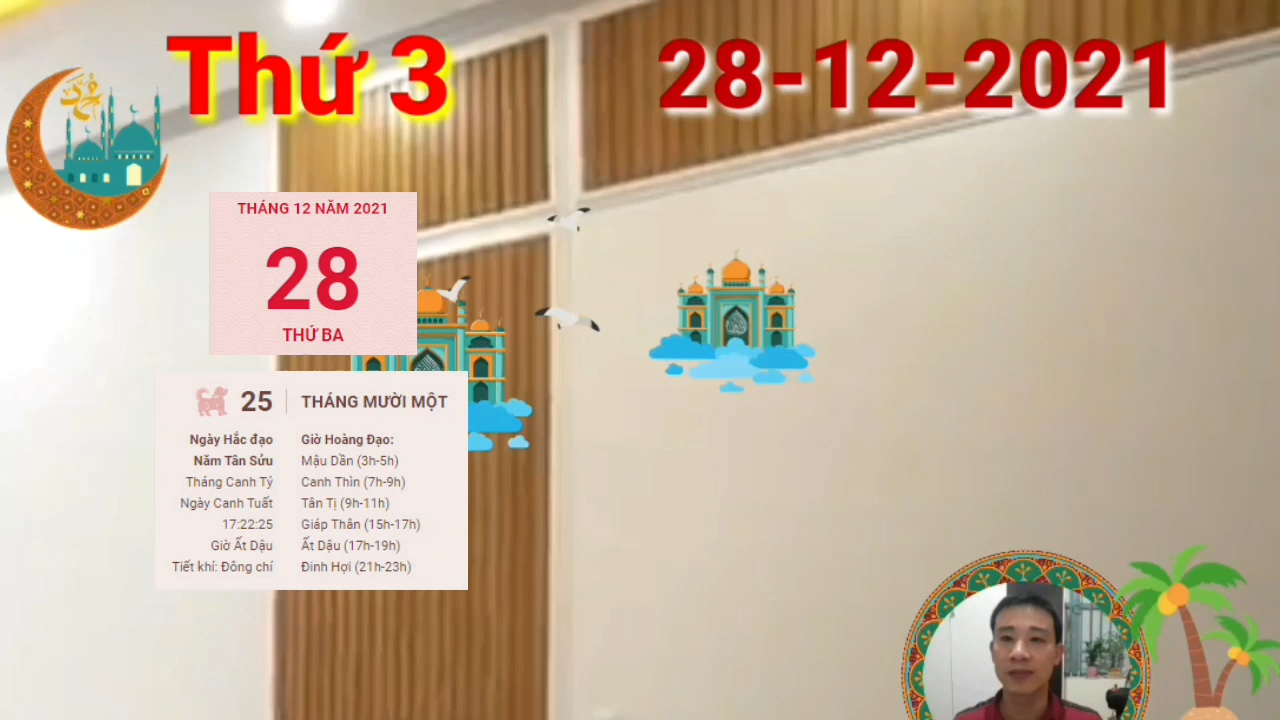 Thứ 3
28-12-2021
THÁNG 12 NĂM 2021
28
THỨ BA
25
THÁNG MƯỜI MỘT
Ngày Hắc đạo
Năm Tân Sửu
Tháng Canh Tý
Ngày Canh Tuất
17:22:25
Giờ Ất Dậu
Tiết khí: Đông chí
Giờ Hoàng Đạo:
Mậu Dần (3h-5h)
Canh Thìn (7h-9h)
Tân Tị (9h-11h)
Giáp Thân (15h-17h)
Ất Dậu (17h-19h)
Đinh Hợi (21h-23h)